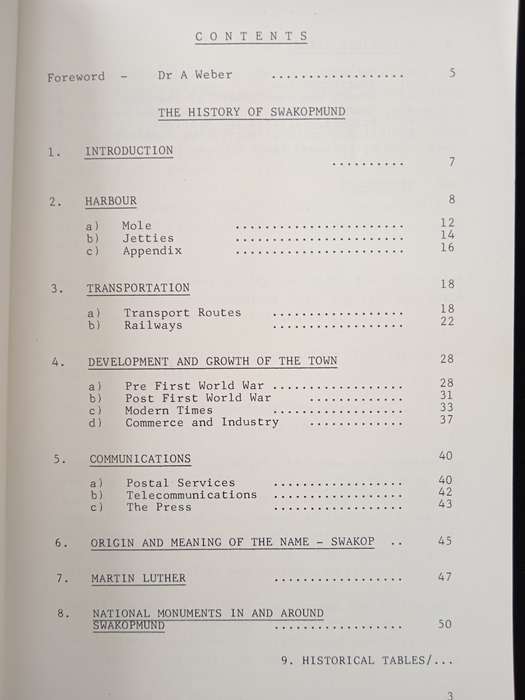 C O N T E N T S
Foreword - Dr A Weber .................. 5
THE HISTORY OF SWAKOPMUND
1. INTRODUCTION
.......... 7
2. HARBOUR 8
a) Mole ....................... 12
b) Jetties ....................... 14
c) Appendix ....................... 16
3. TRANSPORTATION 18
a) Transport Routes .................. 18
b) Railways .................. 22
4. DEVELOPMENT AND GROWTH OF THE TOWN 28
a) Pre First World War .................. 28
b) Post First World War ............. 31
c) Modern Times .................. 33
d) Commerce and Industry ............. 37
5. COMMUNICATIONS 40
a) Postal Services .................. 40
b) Telecommunications .................. 42
c) The Press .................. 43
6. ORIGIN AND MEANING OF THE NAME - SWAKOP .. 45
7. MARTIN LUTHER .................. 47
8. NATIONAL MONUMENTS IN AND AROUND
SWAKOPMUND .................. 50
9. HISTORICAL TABLES/...
3